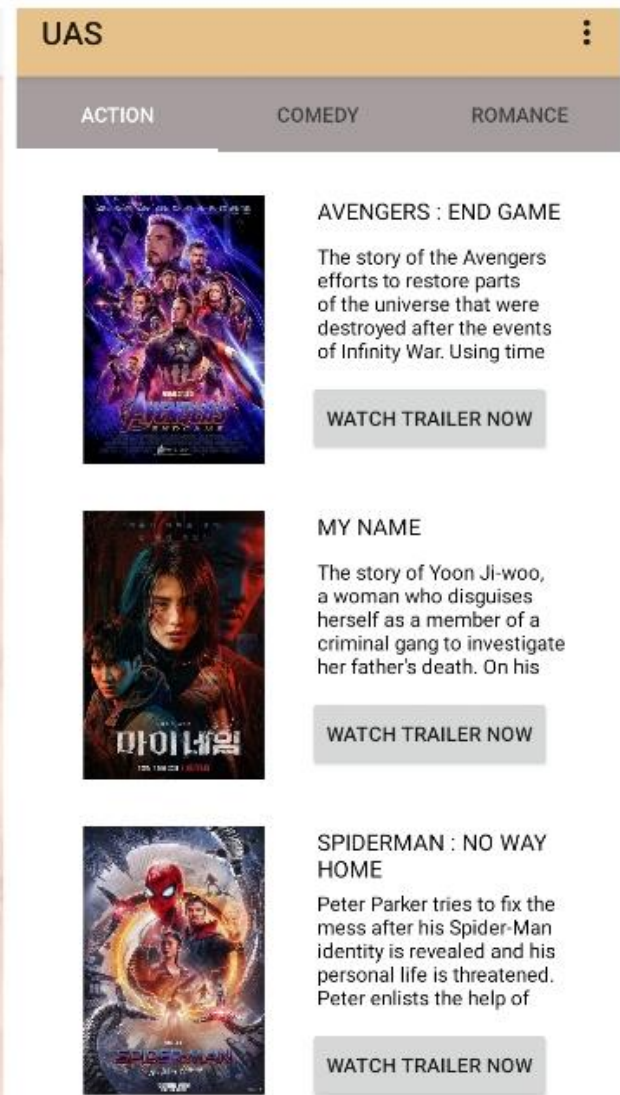 UAS
ACTION
COMEDY
ROMANCE
AVENGERS : END GAME
The story of the Avengers
efforts to restore parts
of the universe that were
destroyed after the events
of Infinity War. Using time
WATCH TRAILER NOW
AVENGERS
ENDGAME
MY NAME
The story of Yoon Ji-woo,
a woman who disguises
herself as a member of a
criminal gang to investigate
her father's death. On his
WATCH TRAILER NOW
마이네임
SPIDERMAN : NO WAY
HOME
Peter Parker tries to fix the
mess after his Spider-Man
identity is revealed and his
personal life is threatened.
Peter enlists the help of
WATCH TRAILER NOW
SPIDER-MAN